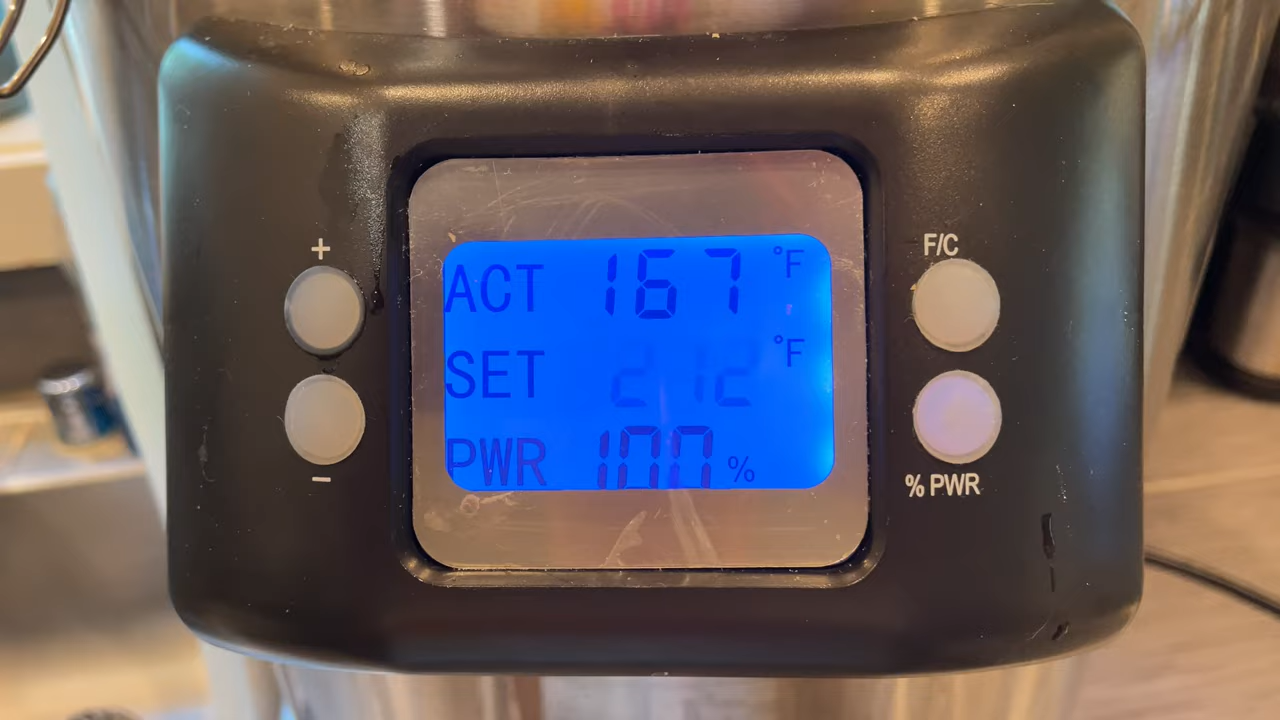 +
F/C
ACT 167 °F
SET 212 °F
PWR 100 %
−
% PWR